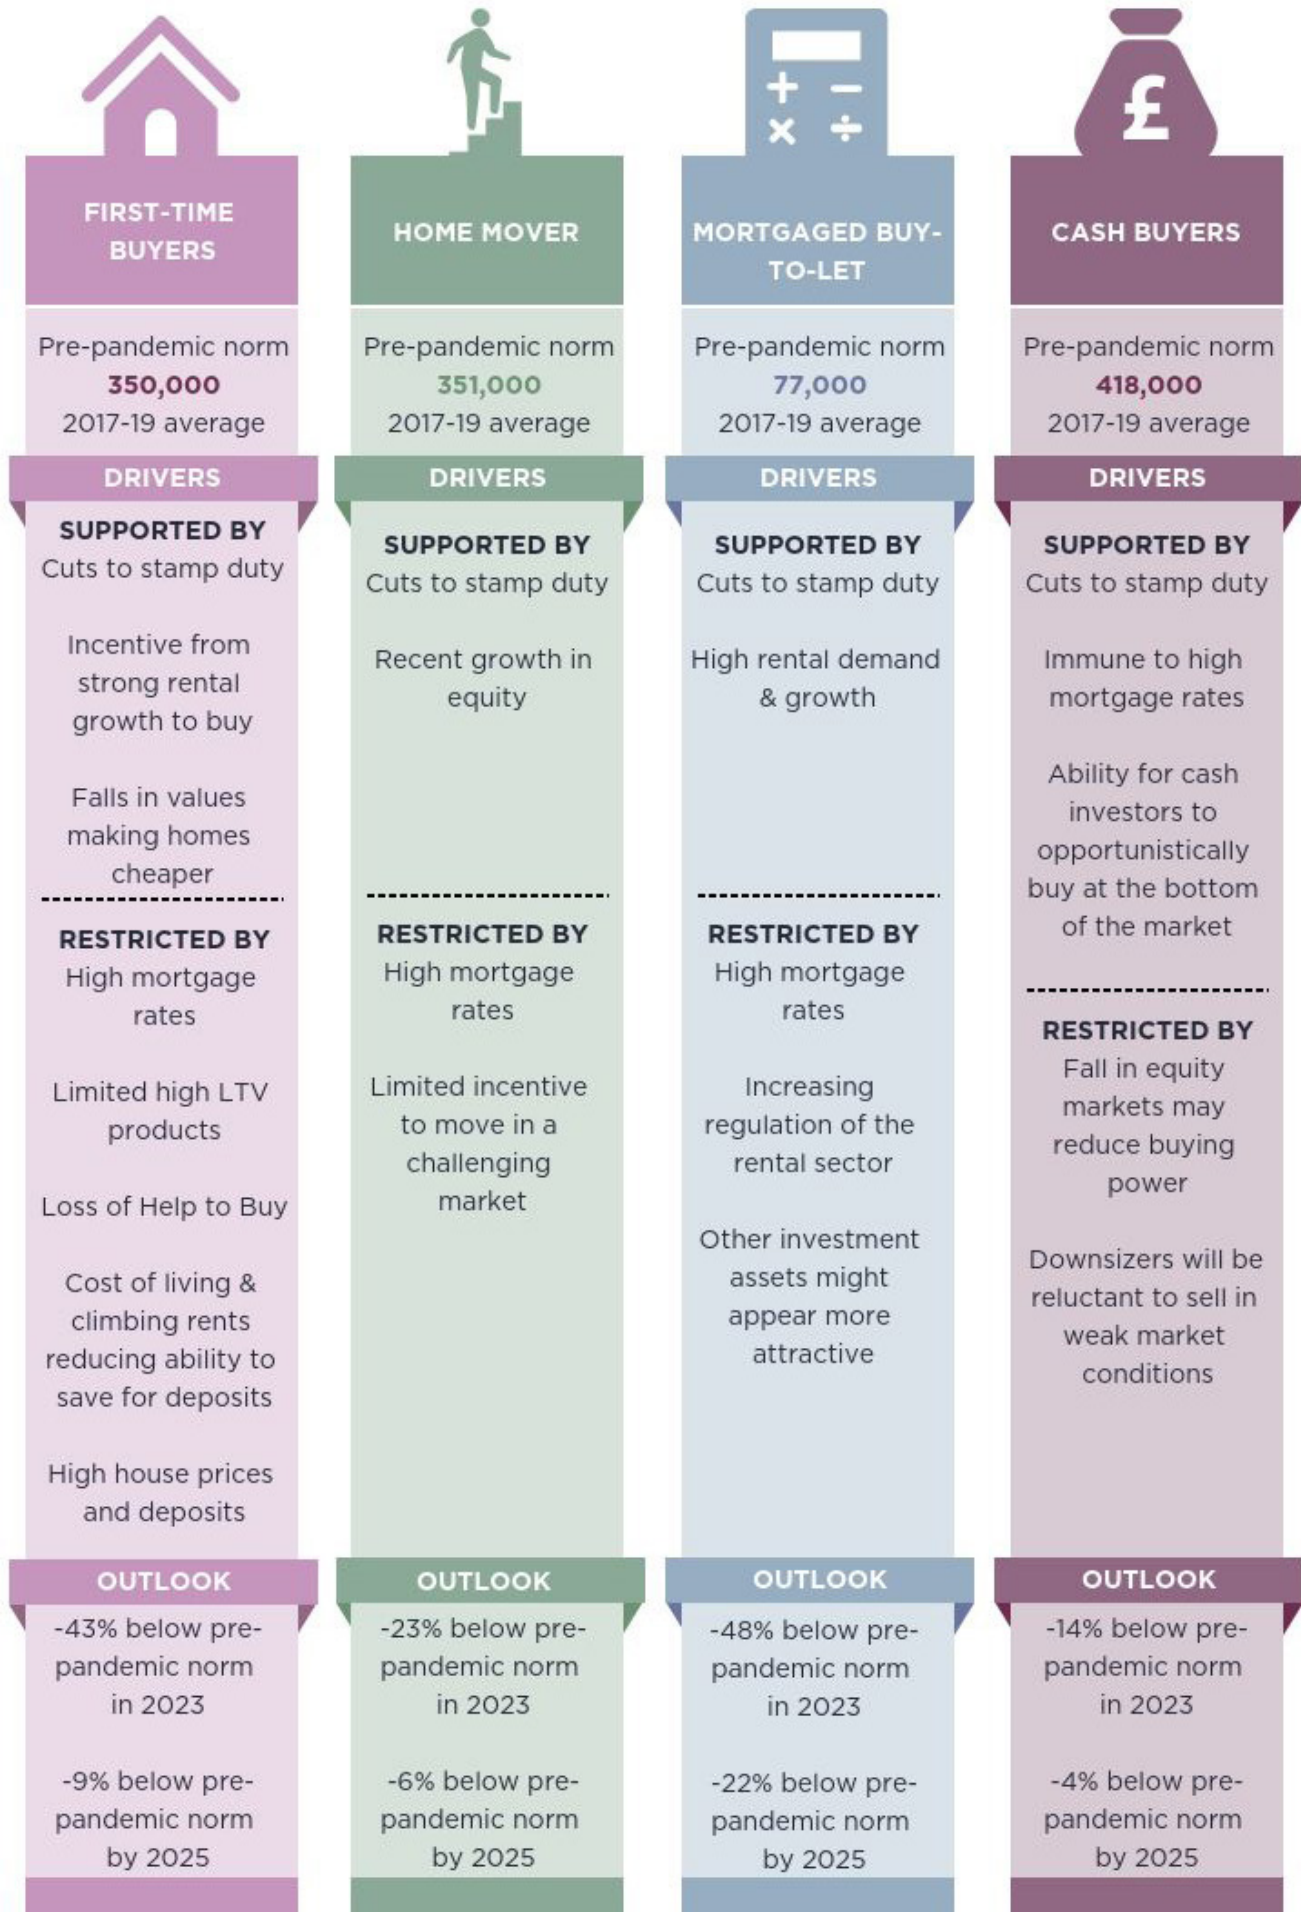 FIRST-TIME
BUYERS
Pre-pandemic norm
350,000
2017-19 average
DRIVERS
SUPPORTED BY
Cuts to stamp duty
Incentive from
strong rental
growth to buy
Falls in values
making homes
cheaper
RESTRICTED BY
High mortgage
rates
Limited high LTV
products
Loss of Help to Buy
Cost of living &
climbing rents
reducing ability to
save for deposits
High house prices
and deposits
OUTLOOK
-43% below pre-
pandemic norm
in 2023
-9% below pre-
pandemic norm
by 2025
HOME MOVER
Pre-pandemic norm
351,000
2017-19 average
DRIVERS
SUPPORTED BY
Cuts to stamp duty
Recent growth in
equity
RESTRICTED BY
High mortgage
rates
Limited incentive
to move in a
challenging
market
OUTLOOK
-23% below pre-
pandemic norm
in 2023
-6% below pre-
pandemic norm
by 2025
+ −
× ÷
MORTGAGED BUY-
TO-LET
Pre-pandemic norm
77,000
2017-19 average
DRIVERS
SUPPORTED BY
Cuts to stamp duty
High rental demand
& growth
RESTRICTED BY
High mortgage
rates
Increasing
regulation of the
rental sector
Other investment
assets might
appear more
attractive
OUTLOOK
-48% below pre-
pandemic norm
in 2023
-22% below pre-
pandemic norm
by 2025
£
CASH BUYERS
Pre-pandemic norm
418,000
2017-19 average
DRIVERS
SUPPORTED BY
Cuts to stamp duty
Immune to high
mortgage rates
Ability for cash
investors to
opportunistically
buy at the bottom
of the market
RESTRICTED BY
Fall in equity
markets may
reduce buying
power
Downsizers will be
reluctant to sell in
weak market
conditions
OUTLOOK
-14% below pre-
pandemic norm
in 2023
-4% below pre-
pandemic norm
by 2025